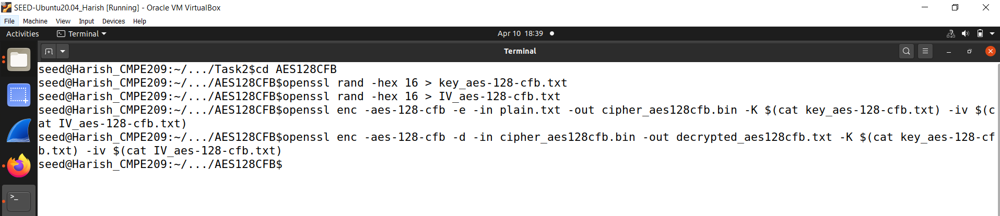 SEED-Ubuntu20.04_Harish [Running] - Oracle VM VirtualBox
File Machine View Input Devices Help
Activities Terminal Apr 10 18:39
Terminal
seed@Harish_CMPE209:~/.../Task2$cd AES128CFB
seed@Harish_CMPE209:~/.../AES128CFB$openssl rand -hex 16 > key_aes-128-cfb.txt
seed@Harish_CMPE209:~/.../AES128CFB$openssl rand -hex 16 > IV_aes-128-cfb.txt
seed@Harish_CMPE209:~/.../AES128CFB$openssl enc -aes-128-cfb -e -in plain.txt -out cipher_aes128cfb.bin -K $(cat key_aes-128-cfb.txt) -iv $(c
at IV_aes-128-cfb.txt)
seed@Harish_CMPE209:~/.../AES128CFB$openssl enc -aes-128-cfb -d -in cipher_aes128cfb.bin -out decrypted_aes128cfb.txt -K $(cat key_aes-128-cf
b.txt) -iv $(cat IV_aes-128-cfb.txt)
seed@Harish_CMPE209:~/.../AES128CFB$